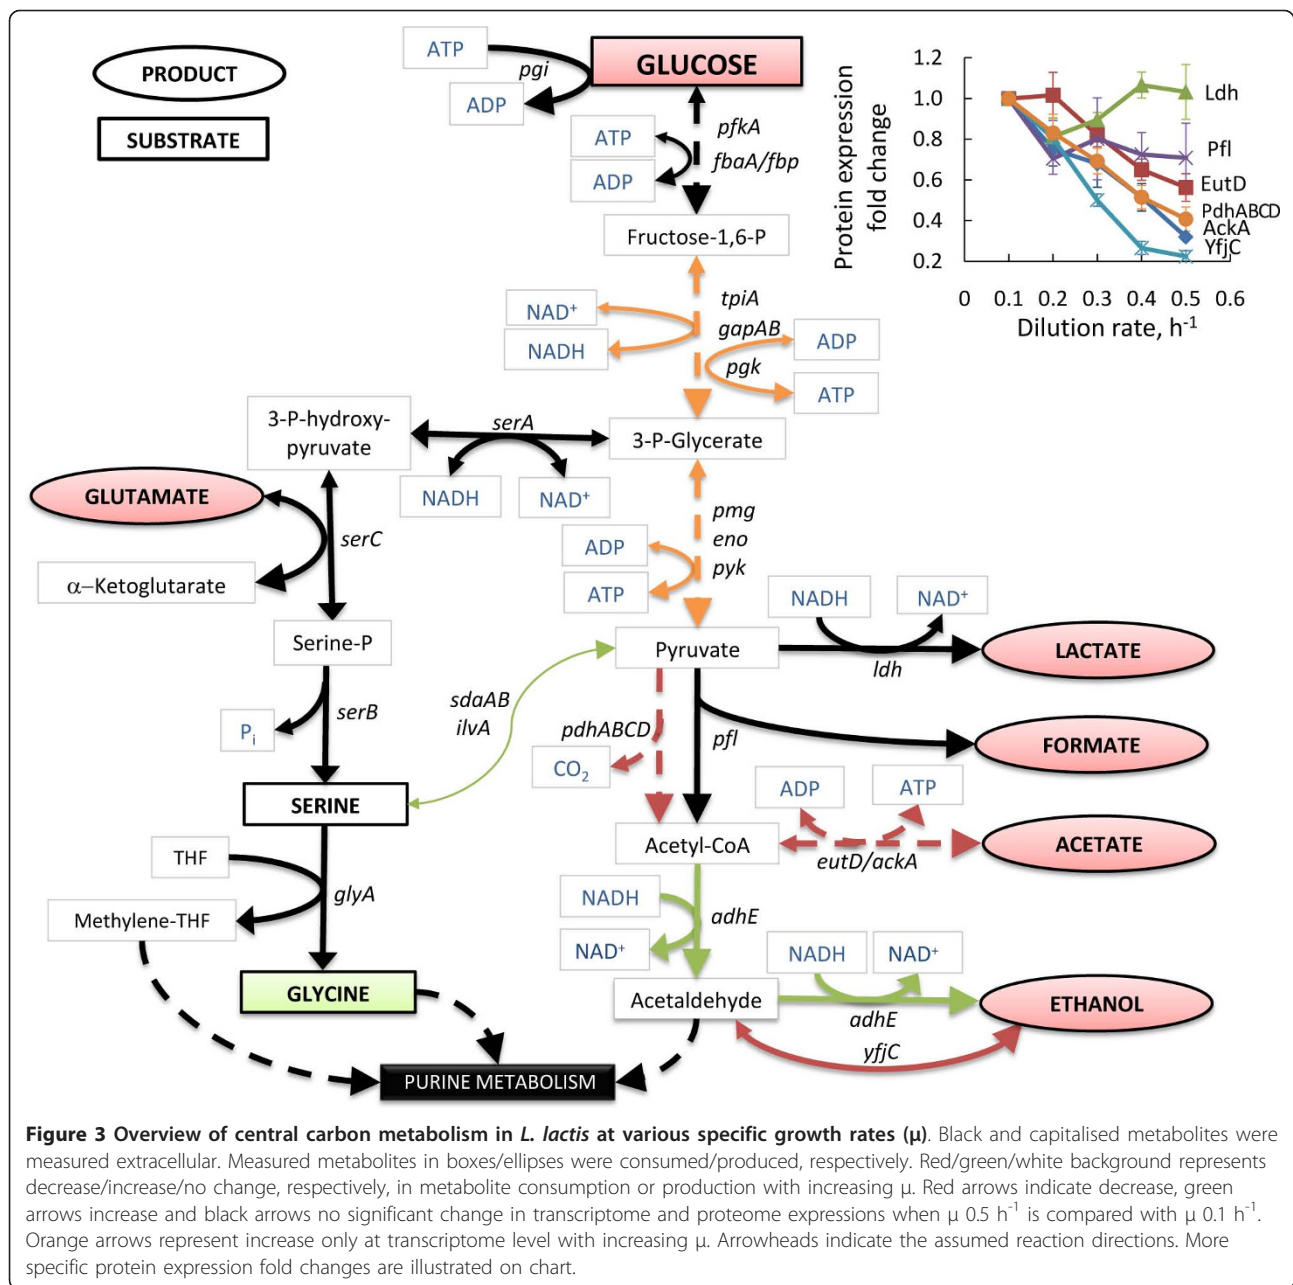 PRODUCT
SUBSTRATE
ATP
pgi
ADP
GLUCOSE
ATP
ADP
pfkA
fbaA/fbp
Fructose-1,6-P
Protein expression
fold change
1.2
1.0
0.8
0.6
0.4
0.2
0
0.1
0.2
0.3
0.4
0.5
0.6
Dilution rate, h-1
Ldh
Pfl
EutD
PdhABCD
AckA
YfjC
NAD+
NADH
tpiA
gapAB
pgk
ADP
ATP
3-P-hydroxy-
pyruvate
serA
3-P-Glycerate
NADH
NAD+
GLUTAMATE
serC
α–Ketoglutarate
pmg
eno
pyk
ADP
ATP
Serine-P
Pyruvate
NADH
NAD+
ldh
LACTATE
Pi
serB
sdaAB
ilvA
pdhABCD
CO2
pfl
FORMATE
SERINE
Acetyl-CoA
ADP
ATP
eutD/ackA
ACETATE
THF
glyA
Methylene-THF
NADH
NAD+
adhE
NADH
NAD+
GLYCINE
Acetaldehyde
adhE
yfjC
ETHANOL
PURINE METABOLISM
Figure 3 Overview of central carbon metabolism in L. lactis at various specific growth rates (μ). Black and capitalised metabolites were
measured extracellular. Measured metabolites in boxes/ellipses were consumed/produced, respectively. Red/green/white background represents
decrease/increase/no change, respectively, in metabolite consumption or production with increasing μ. Red arrows indicate decrease, green
arrows increase and black arrows no significant change in transcriptome and proteome expressions when μ 0.5 h-1 is compared with μ 0.1 h-1.
Orange arrows represent increase only at transcriptome level with increasing μ. Arrowheads indicate the assumed reaction directions. More
specific protein expression fold changes are illustrated on chart.